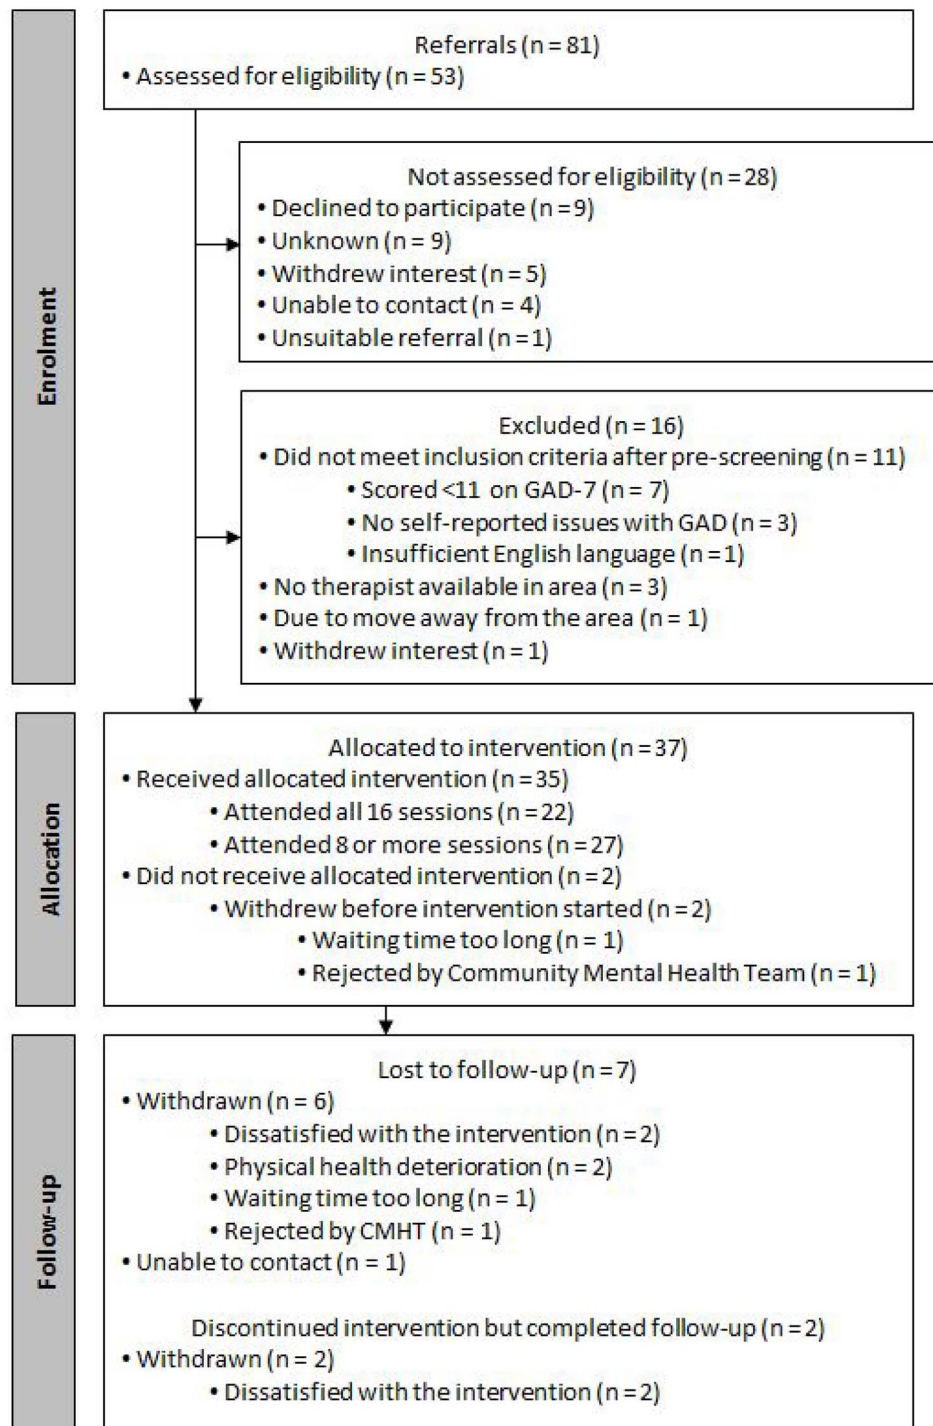 Enrolment
Referrals (n = 81)
• Assessed for eligibility (n = 53)
Not assessed for eligibility (n = 28)
• Declined to participate (n = 9)
• Unknown (n = 9)
• Withdrew interest (n = 5)
• Unable to contact (n = 4)
• Unsuitable referral (n = 1)
Excluded (n = 16)
• Did not meet inclusion criteria after pre-screening (n = 11)
• Scored <11 on GAD-7 (n = 7)
• No self-reported issues with GAD (n = 3)
• Insufficient English language (n = 1)
• No therapist available in area (n = 3)
• Due to move away from the area (n = 1)
• Withdrew interest (n = 1)
Allocation
Allocated to intervention (n = 37)
• Received allocated intervention (n = 35)
• Attended all 16 sessions (n = 22)
• Attended 8 or more sessions (n = 27)
• Did not receive allocated intervention (n = 2)
• Withdrew before intervention started (n = 2)
• Waiting time too long (n = 1)
• Rejected by Community Mental Health Team (n = 1)
Follow-up
Lost to follow-up (n = 7)
• Withdrawn (n = 6)
• Dissatisfied with the intervention (n = 2)
• Physical health deterioration (n = 2)
• Waiting time too long (n = 1)
• Rejected by CMHT (n = 1)
• Unable to contact (n = 1)
Discontinued intervention but completed follow-up (n = 2)
• Withdrawn (n = 2)
• Dissatisfied with the intervention (n = 2)